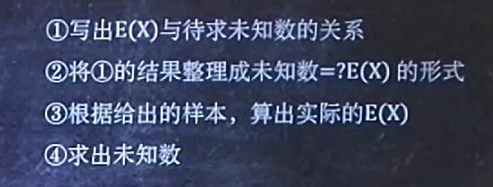 ①写出E(X)与待求未知数的关系
②将①的结果整理成未知数=?E(X) 的形式
③根据给出的样本，算出实际的E(X)
④求出未知数